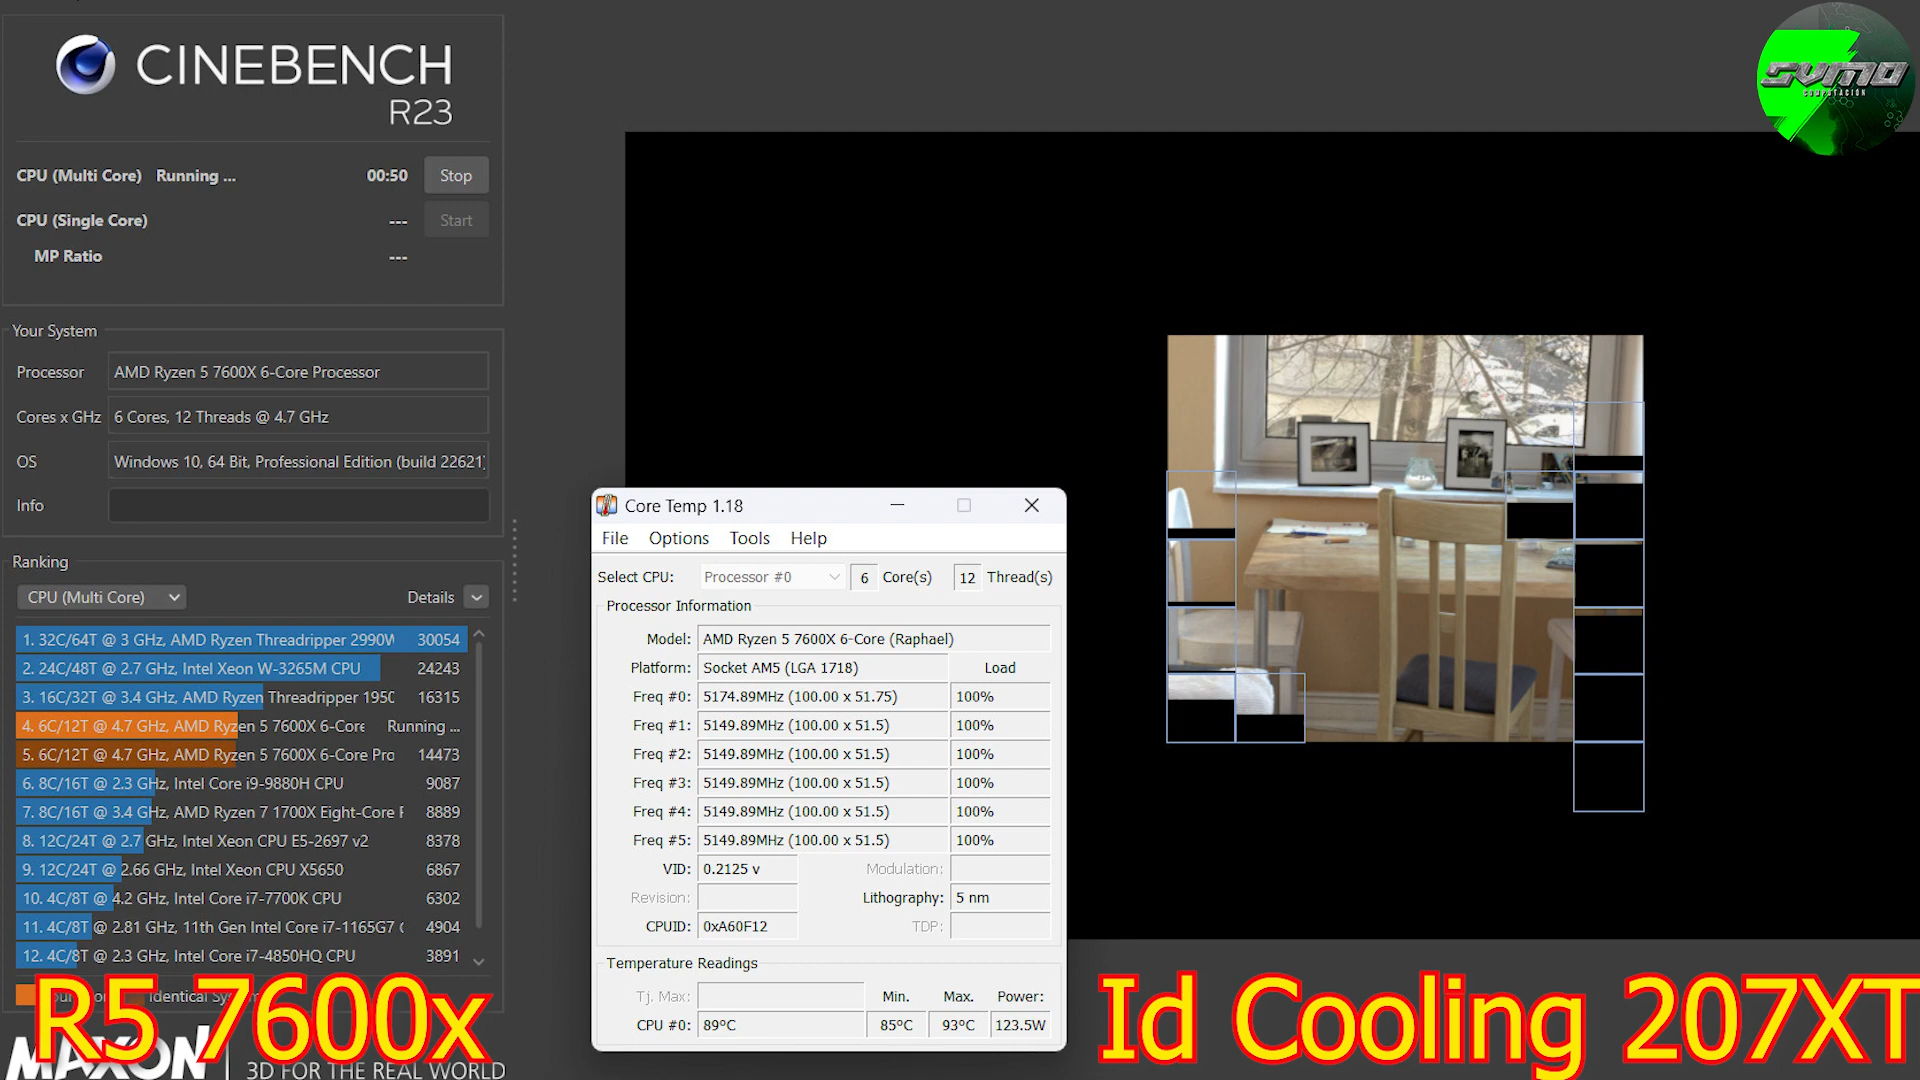 CINEBENCH
R23
SVMO
COMPUTACIÓN
CPU (Multi Core) Running ... 00:50 Stop
CPU (Single Core) --- Start
MP Ratio ---
Your System
Processor AMD Ryzen 5 7600X 6-Core Processor
Cores x GHz 6 Cores, 12 Threads @ 4.7 GHz
OS Windows 10, 64 Bit, Professional Edition (build 22621)
Info
Ranking
CPU (Multi Core) Details
1. 32C/64T @ 3 GHz, AMD Ryzen Threadripper 2990W 30054
2. 24C/48T @ 2.7 GHz, Intel Xeon W-3265M CPU 24243
3. 16C/32T @ 3.4 GHz, AMD Ryzen Threadripper 195 16315
4. 6C/12T @ 4.7 GHz, AMD Ryzen 5 7600X 6-Core Running ...
5. 6C/12T @ 4.7 GHz, AMD Ryzen 5 7600X 6-Core Pro 14473
6. 8C/16T @ 2.3 GHz, Intel Core i9-9880H CPU 9087
7. 8C/16T @ 3.4 GHz, AMD Ryzen 7 1700X Eight-Core 8889
8. 12C/24T @ 2.7 GHz, Intel Xeon CPU E5-2697 v2 8378
9. 12C/24T @ 2.66 GHz, Intel Xeon CPU X5650 6867
10. 4C/8T @ 4.2 GHz, Intel Core i7-7700K CPU 6302
11. 4C/8T @ 2.81 GHz, 11th Gen Intel Core i7-1165G7 4904
12. 4C/8T @ 2.3 GHz, Intel Core i7-4850HQ CPU 3891
Identical
R5 7600x
MAXON
3D FOR THE REAL WORLD
Core Temp 1.18
File Options Tools Help
Select CPU: Processor #0 6 Core(s) 12 Thread(s)
Processor Information
Model: AMD Ryzen 5 7600X 6-Core (Raphael)
Platform: Socket AM5 (LGA 1718) Load
Freq #0: 5174.89MHz (100.00 x 51.75) 100%
Freq #1: 5149.89MHz (100.00 x 51.5) 100%
Freq #2: 5149.89MHz (100.00 x 51.5) 100%
Freq #3: 5149.89MHz (100.00 x 51.5) 100%
Freq #4: 5149.89MHz (100.00 x 51.5) 100%
Freq #5: 5149.89MHz (100.00 x 51.5) 100%
VID: 0.2125 v Modulation:
Revision: Lithography: 5 nm
CPUID: 0xA60F12 TDP:
Temperature Readings
Tj. Max: Min. Max. Power:
CPU #0: 89ºC 85ºC 93ºC 123.5W
Id Cooling 207XT